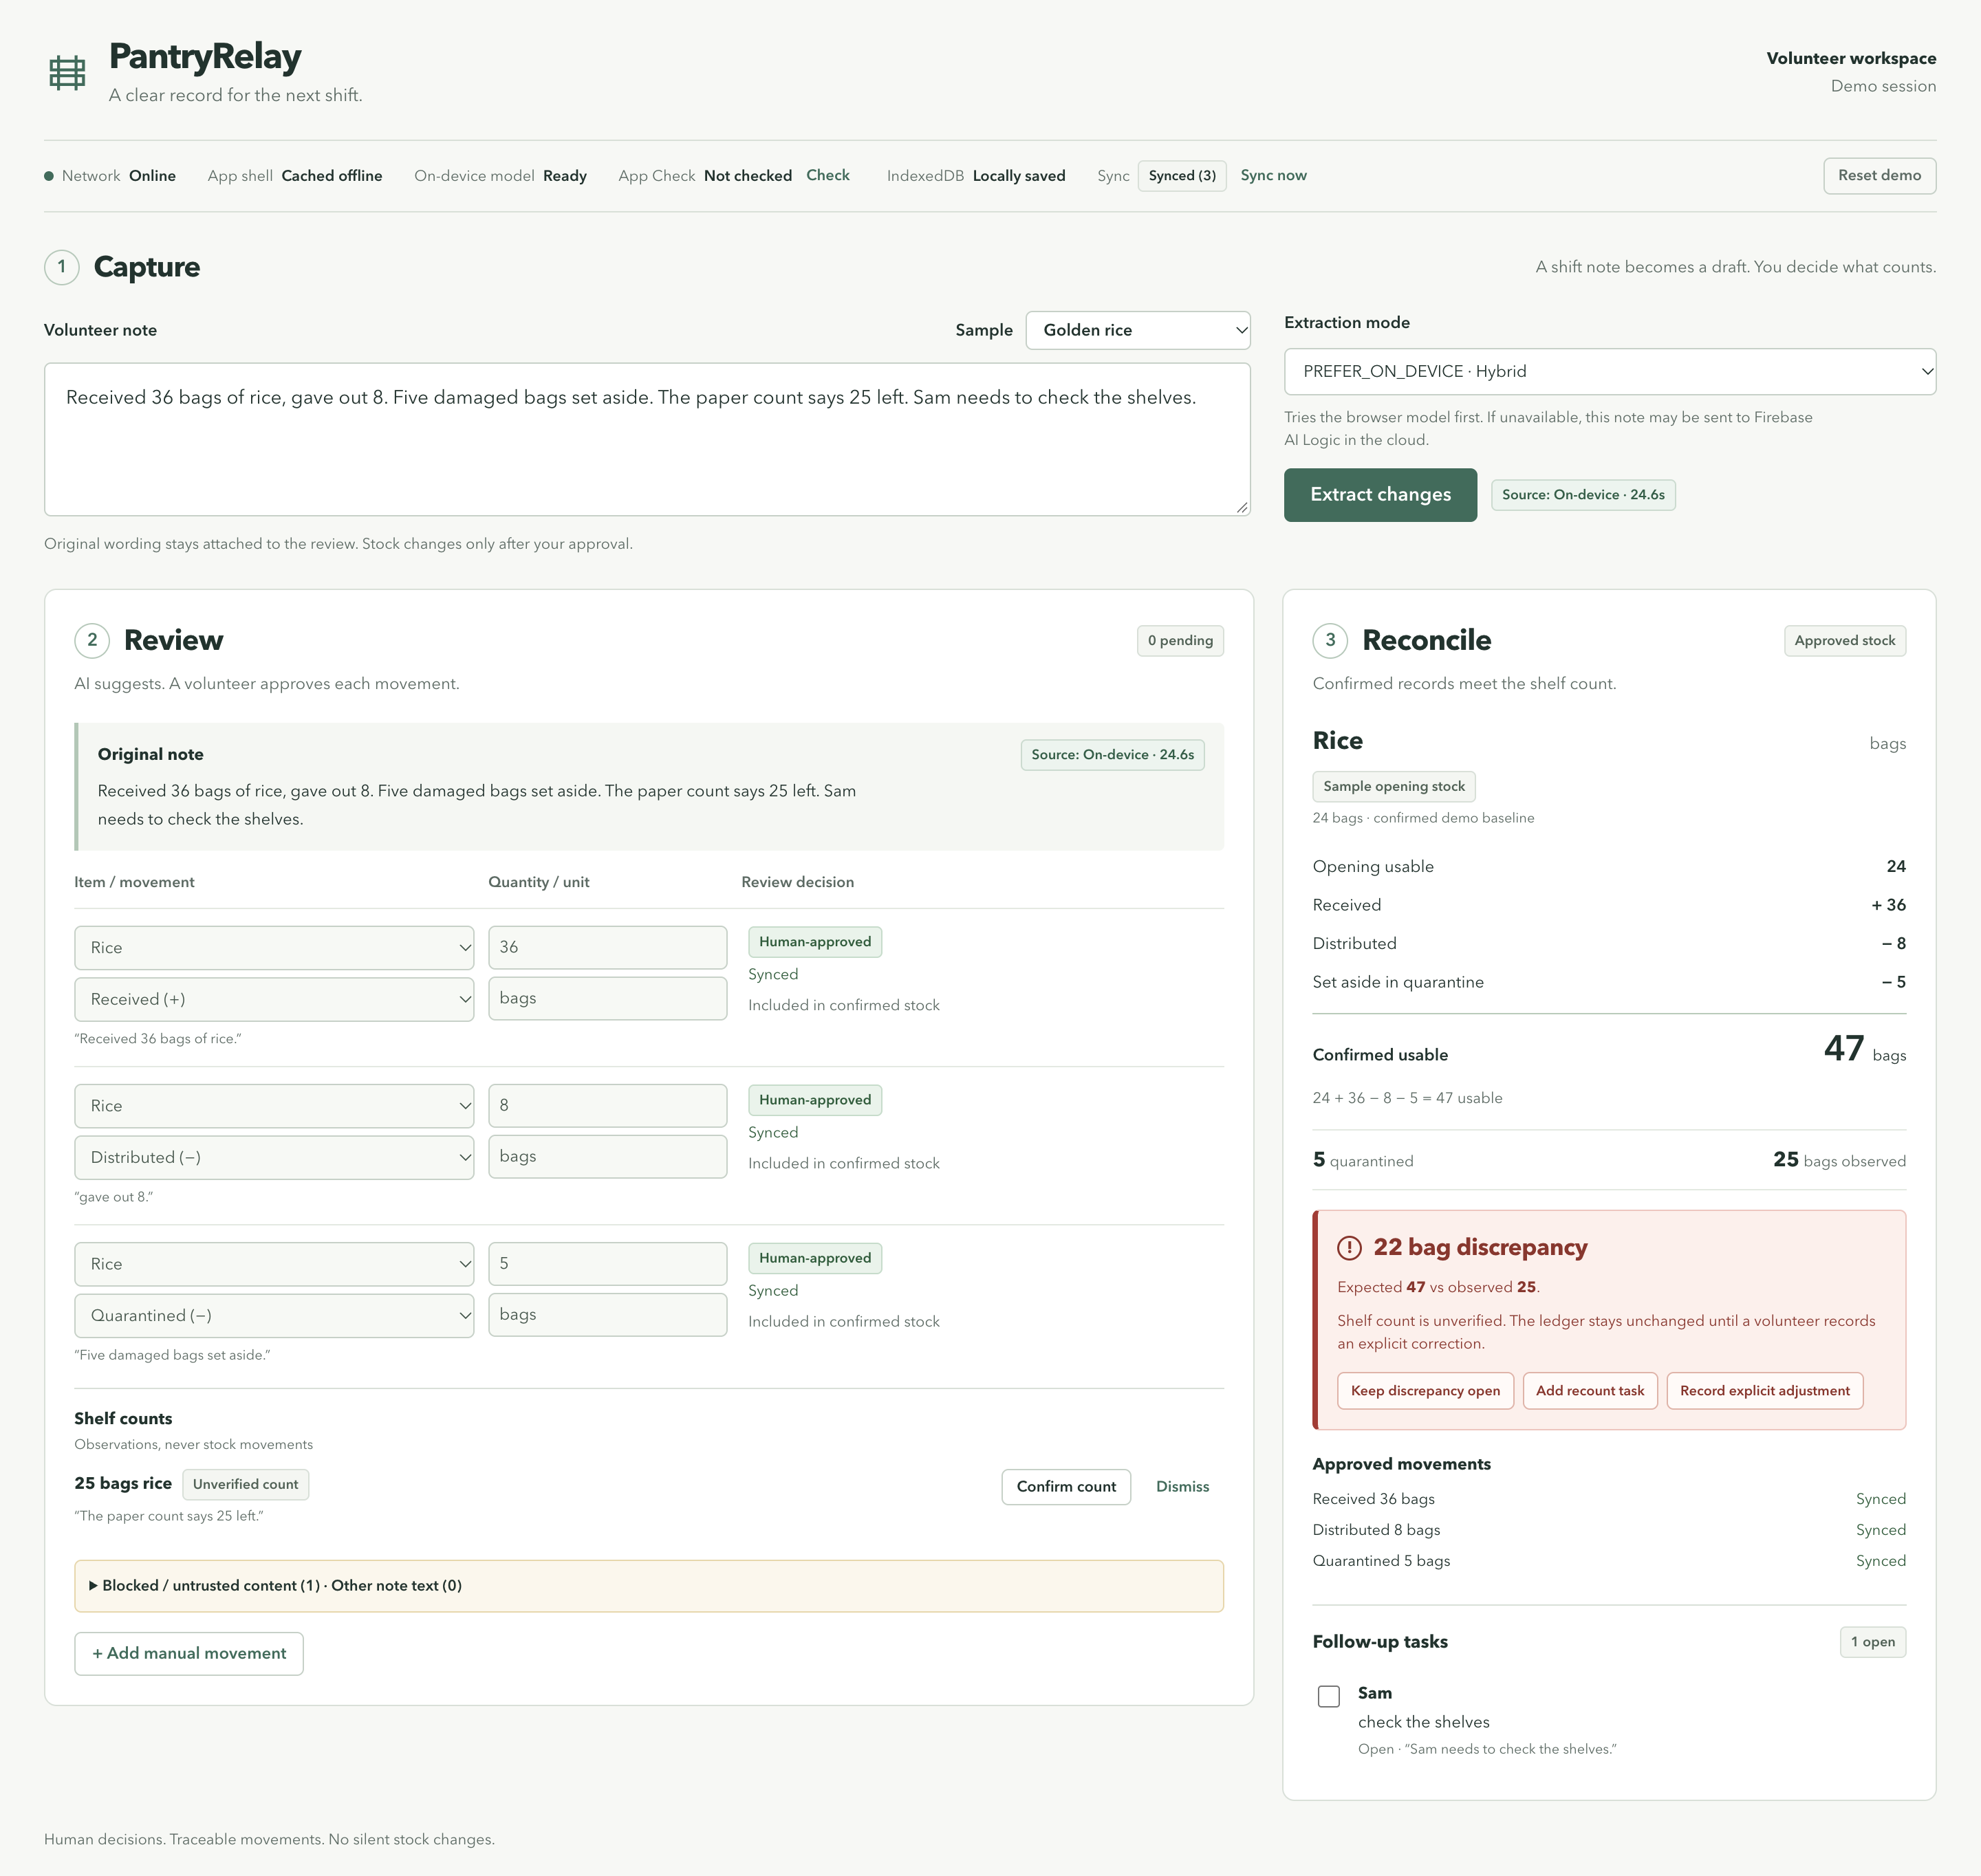 PantryRelay
A clear record for the next shift.
Volunteer workspace
Demo session
Network Online
App shell Cached offline
On-device model Ready
App Check Not checked Check
IndexedDB Locally saved
Sync Synced (3) Sync now
Reset demo
1 Capture
A shift note becomes a draft. You decide what counts.
Volunteer note
Sample Golden rice
Received 36 bags of rice, gave out 8. Five damaged bags set aside. The paper count says 25 left. Sam needs to check the shelves.
Original wording stays attached to the review. Stock changes only after your approval.
Extraction mode
PREFER_ON_DEVICE · Hybrid
Tries the browser model first. If unavailable, this note may be sent to Firebase
AI Logic in the cloud.
Extract changes
Source: On-device · 24.6s
2 Review
0 pending
AI suggests. A volunteer approves each movement.
Original note
Source: On-device · 24.6s
Received 36 bags of rice, gave out 8. Five damaged bags set aside. The paper count says 25 left. Sam
needs to check the shelves.
Item / movement
Quantity / unit
Review decision
Rice
36
Human-approved
Synced
Received (+)
bags
Included in confirmed stock
“Received 36 bags of rice.”
Rice
8
Human-approved
Synced
Distributed (−)
bags
Included in confirmed stock
“gave out 8.”
Rice
5
Human-approved
Synced
Quarantined (−)
bags
Included in confirmed stock
“Five damaged bags set aside.”
Shelf counts
Observations, never stock movements
25 bags rice Unverified count
Confirm count
Dismiss
“The paper count says 25 left.”
Blocked / untrusted content (1) · Other note text (0)
+ Add manual movement
3 Reconcile
Approved stock
Confirmed records meet the shelf count.
Rice
bags
Sample opening stock
24 bags · confirmed demo baseline
Opening usable 24
Received + 36
Distributed − 8
Set aside in quarantine − 5
Confirmed usable 47 bags
24 + 36 − 8 − 5 = 47 usable
5 quarantined
25 bags observed
22 bag discrepancy
Expected 47 vs observed 25.
Shelf count is unverified. The ledger stays unchanged until a volunteer records
an explicit correction.
Keep discrepancy open
Add recount task
Record explicit adjustment
Approved movements
Received 36 bags Synced
Distributed 8 bags Synced
Quarantined 5 bags Synced
Follow-up tasks
1 open
Sam
check the shelves
Open · “Sam needs to check the shelves.”
Human decisions. Traceable movements. No silent stock changes.